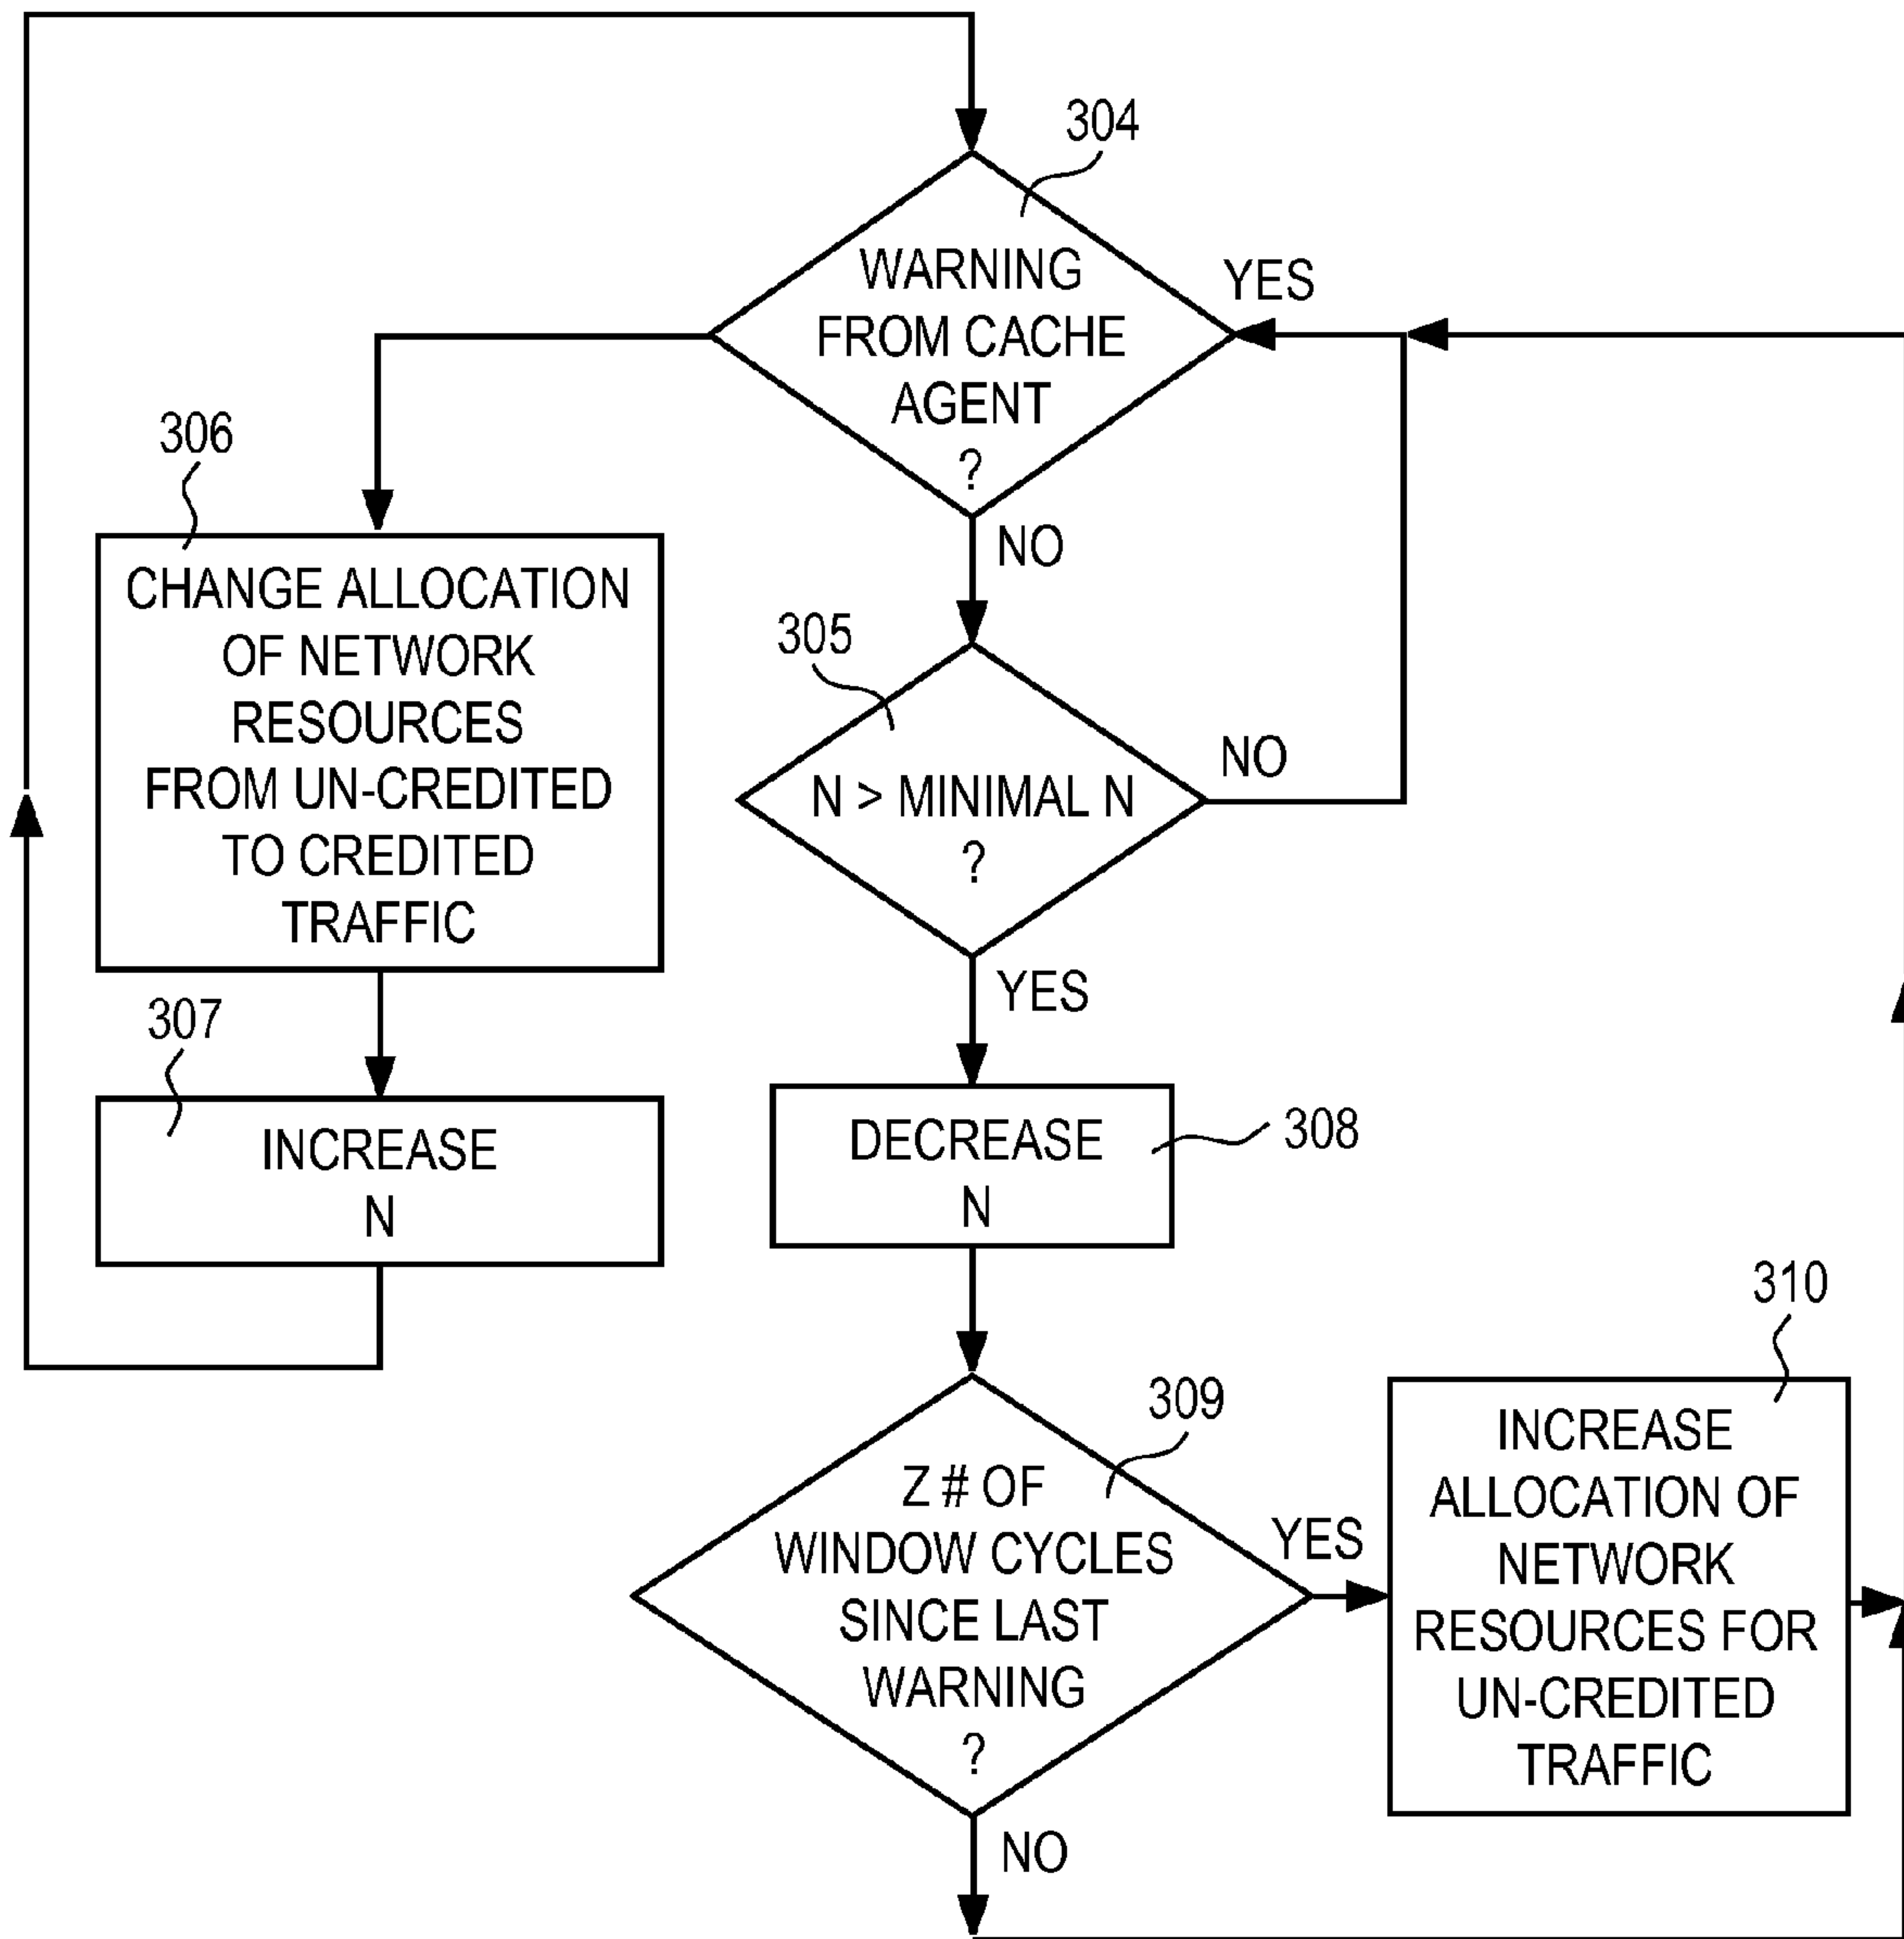 304
WARNING
FROM CACHE
AGENT
?
YES
NO
306
CHANGE ALLOCATION
OF NETWORK
RESOURCES
FROM UN-CREDITED
TO CREDITED
TRAFFIC
305
N > MINIMAL N
?
NO
YES
307
INCREASE
N
DECREASE
N
308
309
Z # OF
WINDOW CYCLES
SINCE LAST
WARNING
?
YES
NO
310
INCREASE
ALLOCATION OF
NETWORK
RESOURCES FOR
UN-CREDITED
TRAFFIC